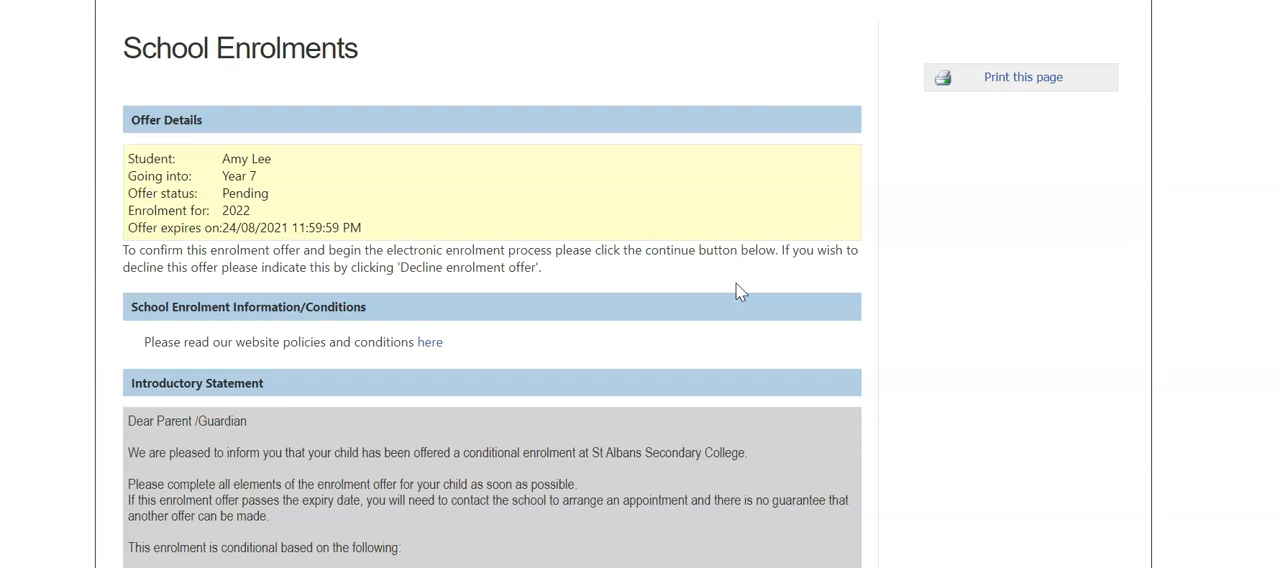 School Enrolments
Print this page
Offer Details
Student: Amy Lee
Going into: Year 7
Offer status: Pending
Enrolment for: 2022
Offer expires on:24/08/2021 11:59:59 PM
To confirm this enrolment offer and begin the electronic enrolment process please click the continue button below. If you wish to
decline this offer please indicate this by clicking 'Decline enrolment offer'.
School Enrolment Information/Conditions
Please read our website policies and conditions here
Introductory Statement
Dear Parent /Guardian
We are pleased to inform you that your child has been offered a conditional enrolment at St Albans Secondary College.
Please complete all elements of the enrolment offer for your child as soon as possible.
If this enrolment offer passes the expiry date, you will need to contact the school to arrange an appointment and there is no guarantee that
another offer can be made.
This enrolment is conditional based on the following: